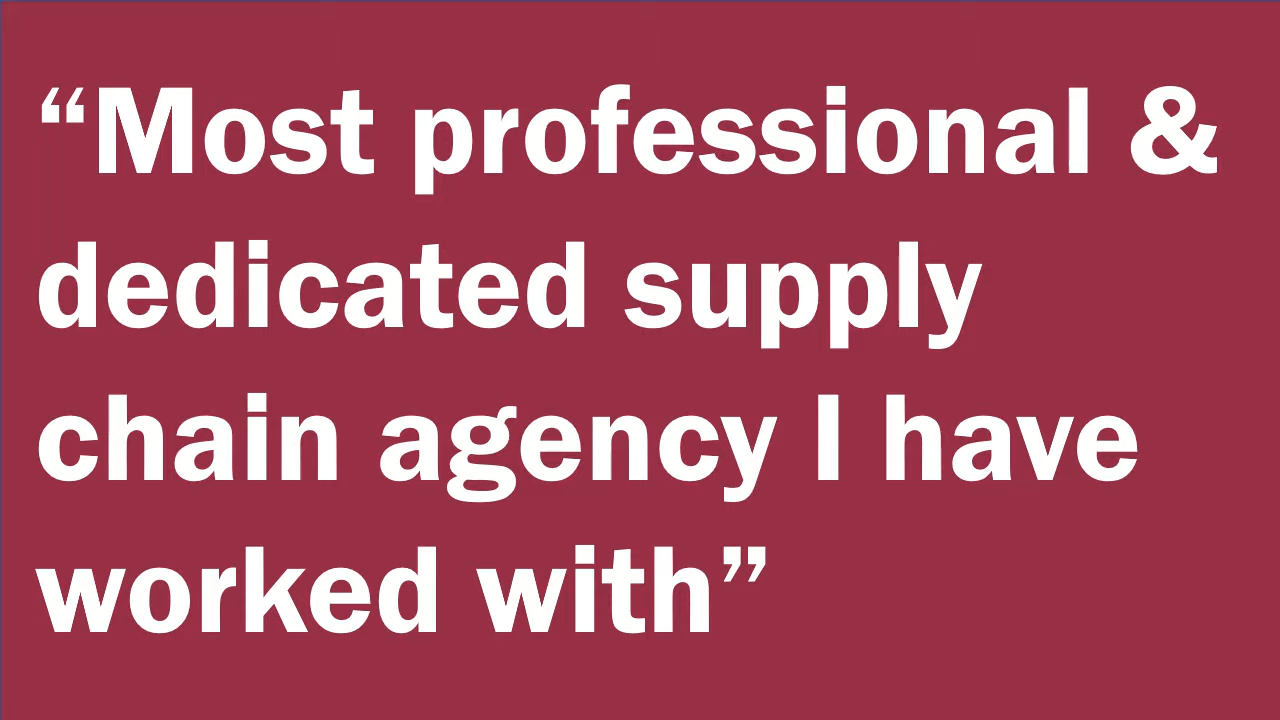 “Most professional &
dedicated supply
chain agency I have
worked with”